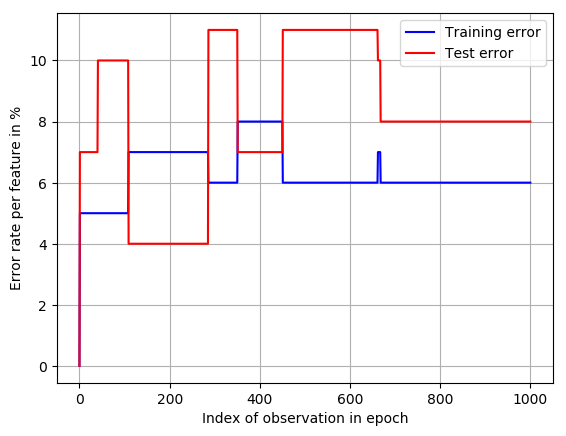 Training error
Test error
10
8
6
4
2
0
Error rate per feature in %
0 200 400 600 800 1000
Index of observation in epoch